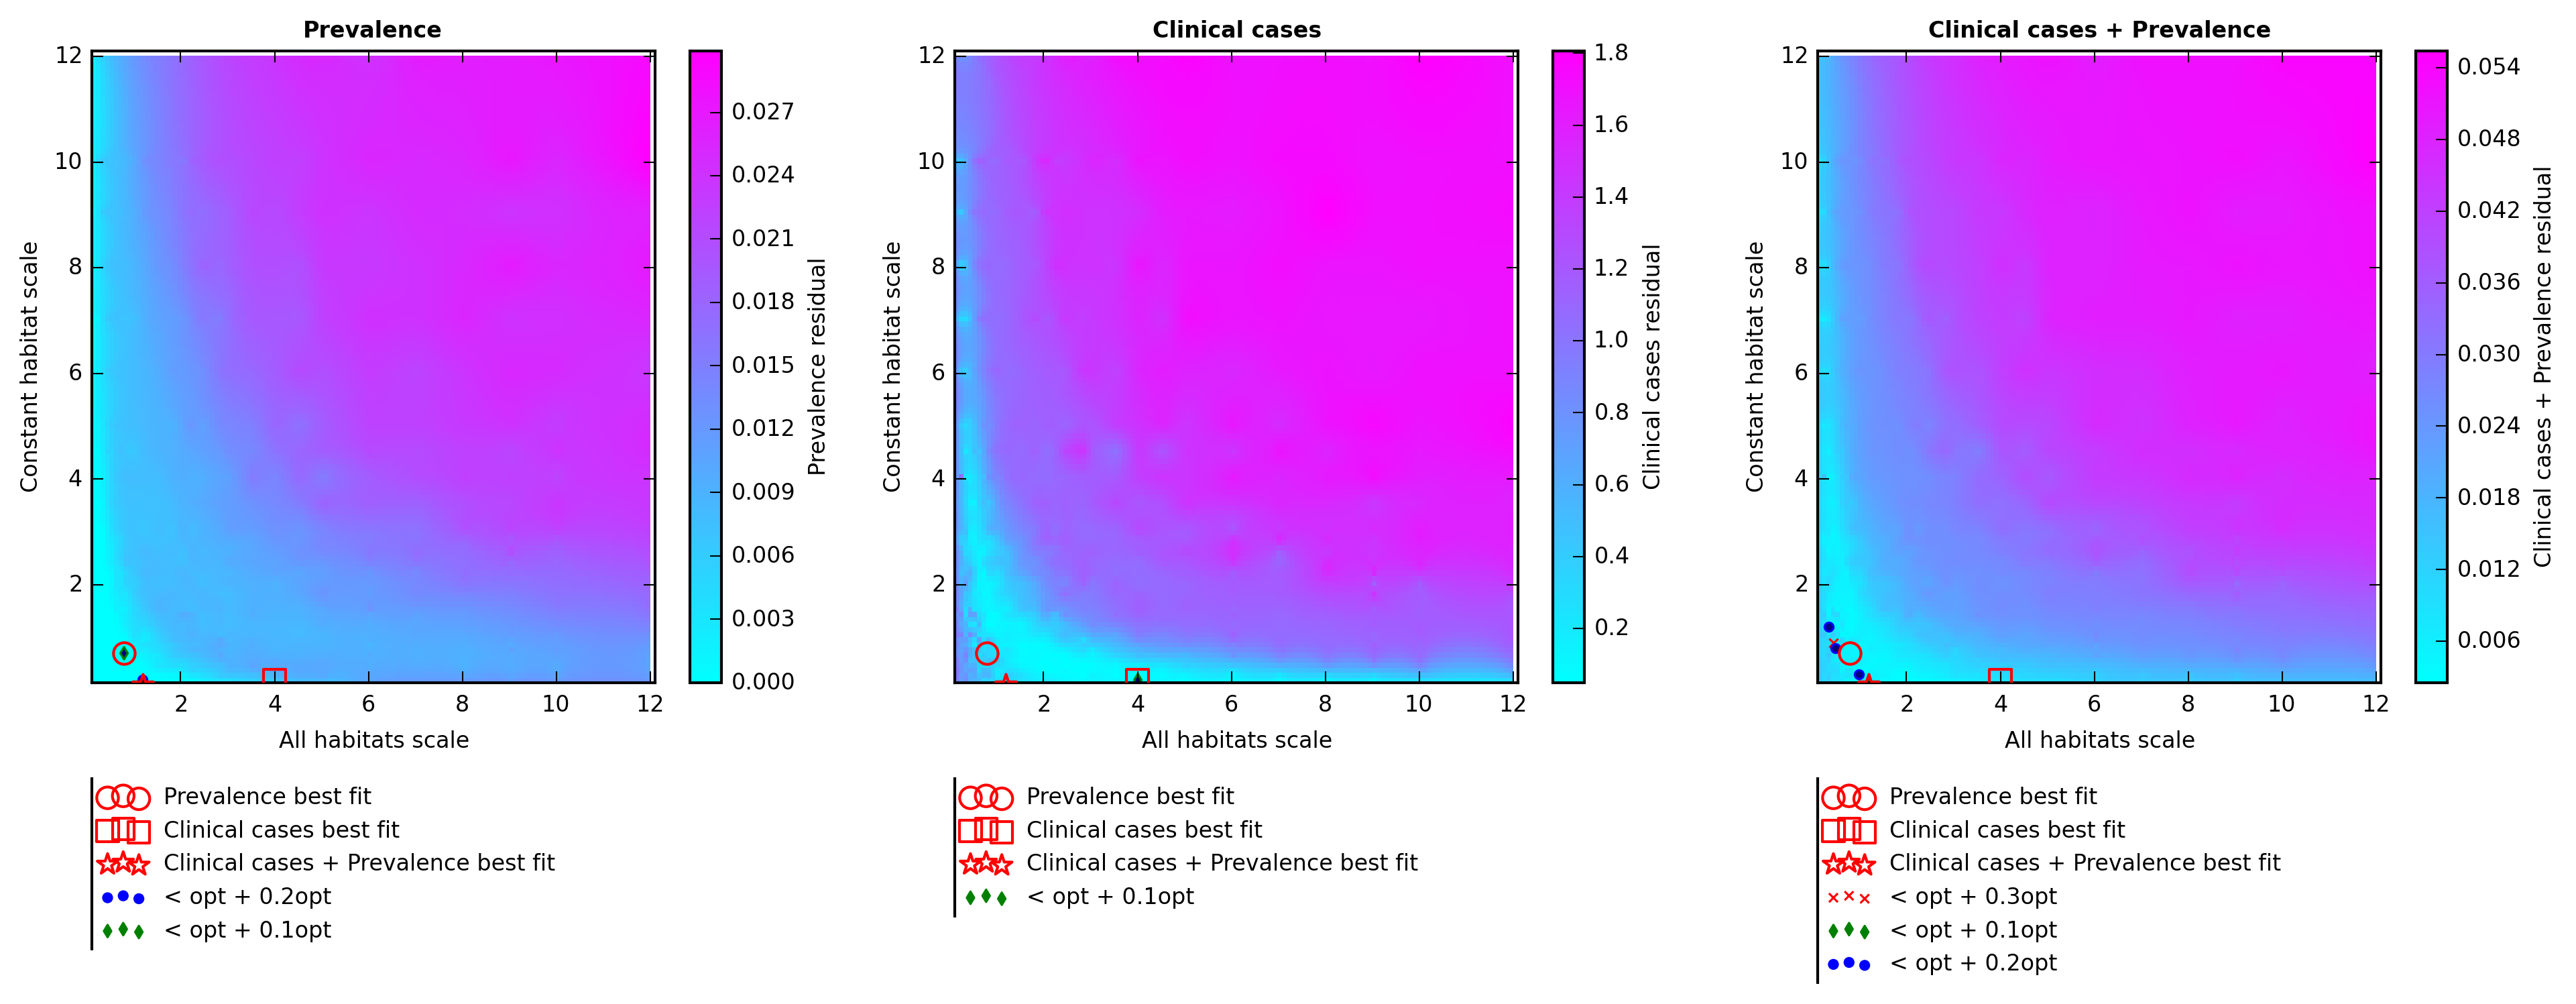 Prevalence
12
10
8
6
4
2
Constant habitat scale
2 4 6 8 10 12
All habitats scale
0.027
0.024
0.021
0.018
0.015
0.012
0.009
0.006
0.003
0.000
Prevalence residual
Prevalence best fit
Clinical cases best fit
Clinical cases + Prevalence best fit
< opt + 0.2opt
< opt + 0.1opt
Clinical cases
12
10
8
6
4
2
Constant habitat scale
2 4 6 8 10 12
All habitats scale
1.8
1.6
1.4
1.2
1.0
0.8
0.6
0.4
0.2
Clinical cases residual
Prevalence best fit
Clinical cases best fit
Clinical cases + Prevalence best fit
< opt + 0.1opt
Clinical cases + Prevalence
12
10
8
6
4
2
Constant habitat scale
2 4 6 8 10 12
All habitats scale
0.054
0.048
0.042
0.036
0.030
0.024
0.018
0.012
0.006
Clinical cases + Prevalence residual
Prevalence best fit
Clinical cases best fit
Clinical cases + Prevalence best fit
< opt + 0.3opt
< opt + 0.1opt
< opt + 0.2opt